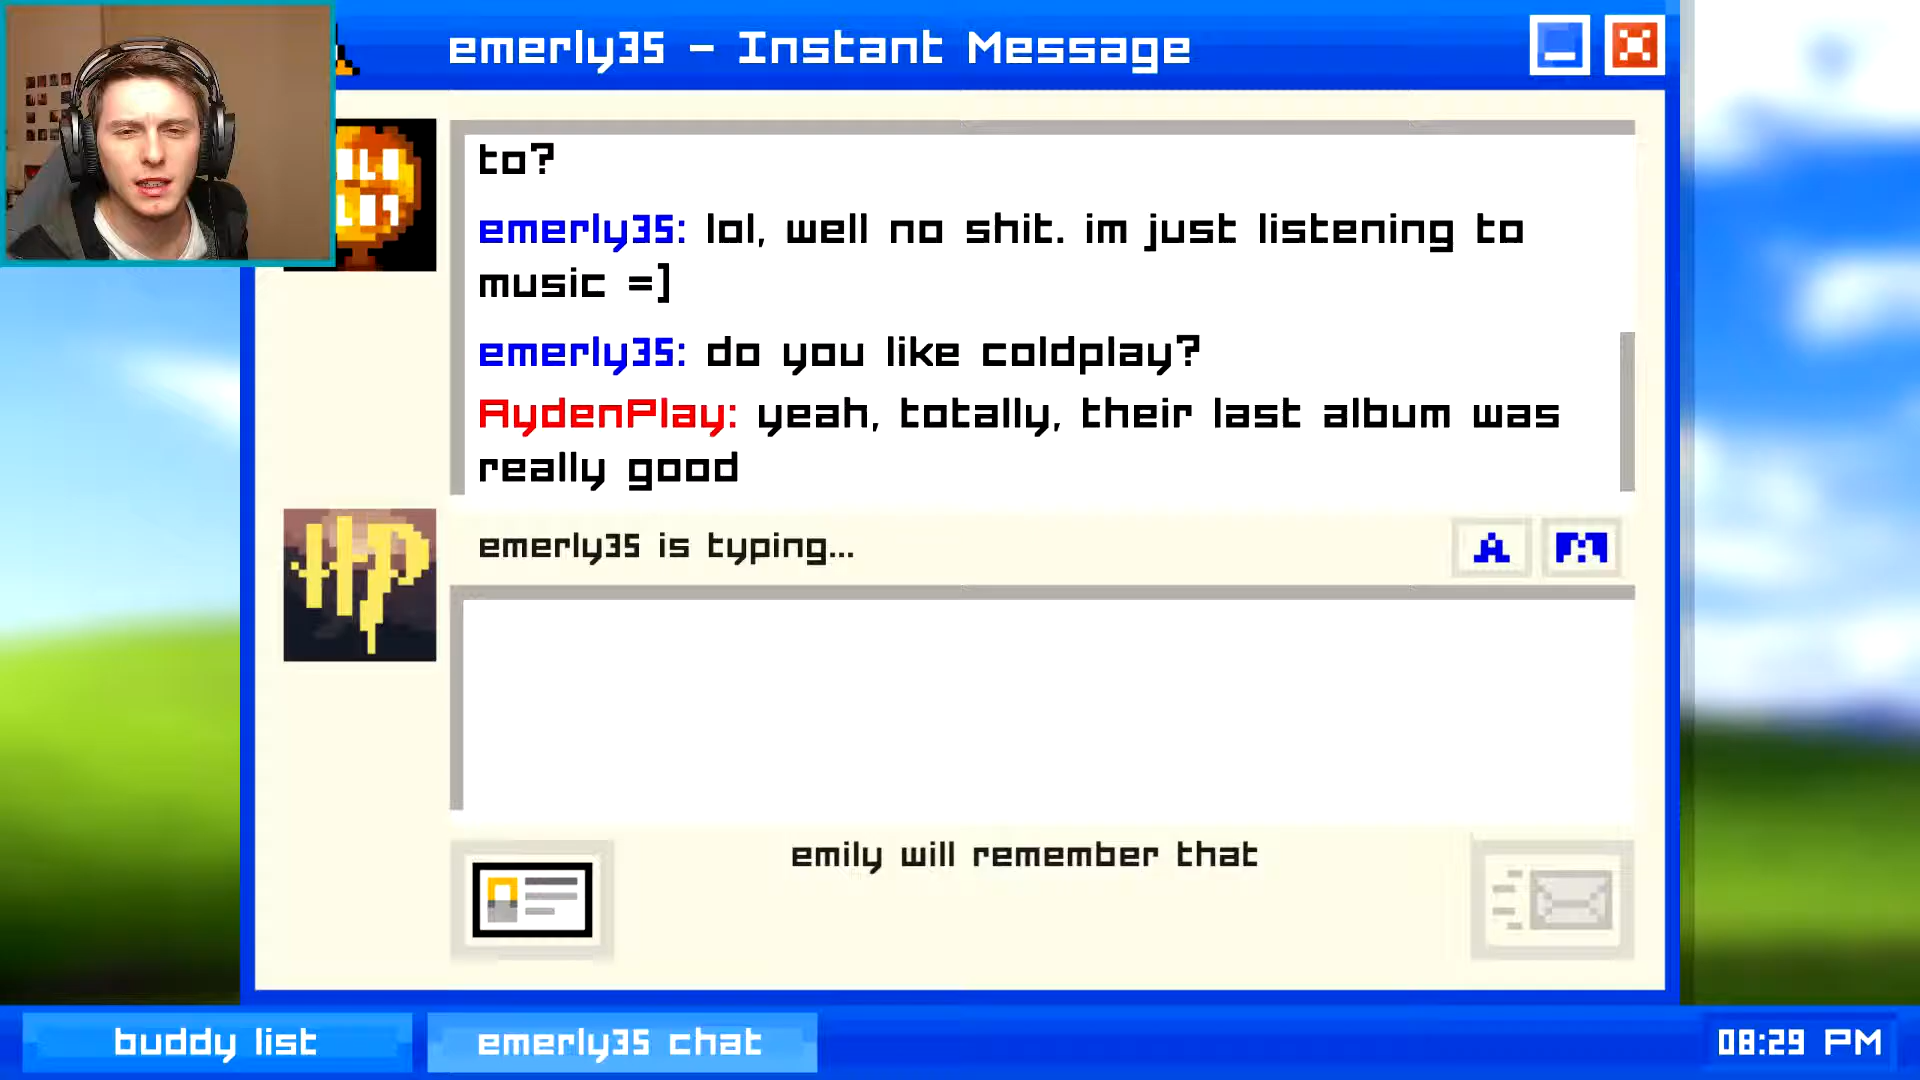 emerly35 – Instant Message
to?
emerly35: lol, well no shit. im just listening to
music =]
emerly35: do you like coldplay?
AydenPlay: yeah, totally, their last album was
really good
HP
emerly35 is typing...
A
emily will remember that
buddy list
emerly35 chat
08:29 PM